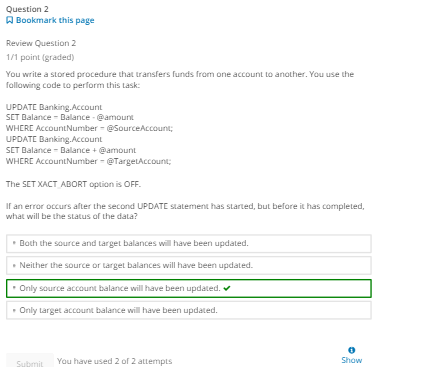 Question 2
Bookmark this page
Review Question 2
1/1 point (graded)
You write a stored procedure that transfers funds from one account to another. You use the
following code to perform this task:
UPDATE Banking.Account
SET Balance = Balance - @amount
WHERE AccountNumber = @SourceAccount;
UPDATE Banking.Account
SET Balance = Balance + @amount
WHERE AccountNumber = @TargetAccount;
The SET XACT_ABORT option is OFF.
If an error occurs after the second UPDATE statement has started, but before it has completed,
what will be the status of the data?
Both the source and target balances will have been updated.
Neither the source or target balances will have been updated.
Only source account balance will have been updated. ✔
Only target account balance will have been updated.
Submit You have used 2 of 2 attempts
Show